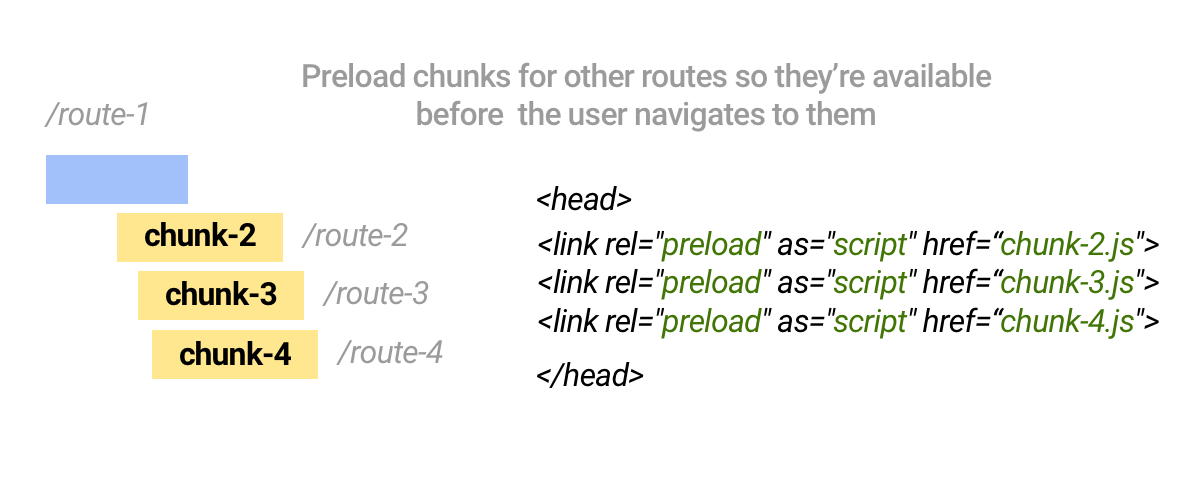 Preload chunks for other routes so they’re available
before  the user navigates to them
/route-1
chunk-2 /route-2
chunk-3 /route-3
chunk-4 /route-4
<head>
<link rel="preload" as="script" href=“chunk-2.js">
<link rel="preload" as="script" href=“chunk-3.js">
<link rel="preload" as="script" href=“chunk-4.js">
</head>